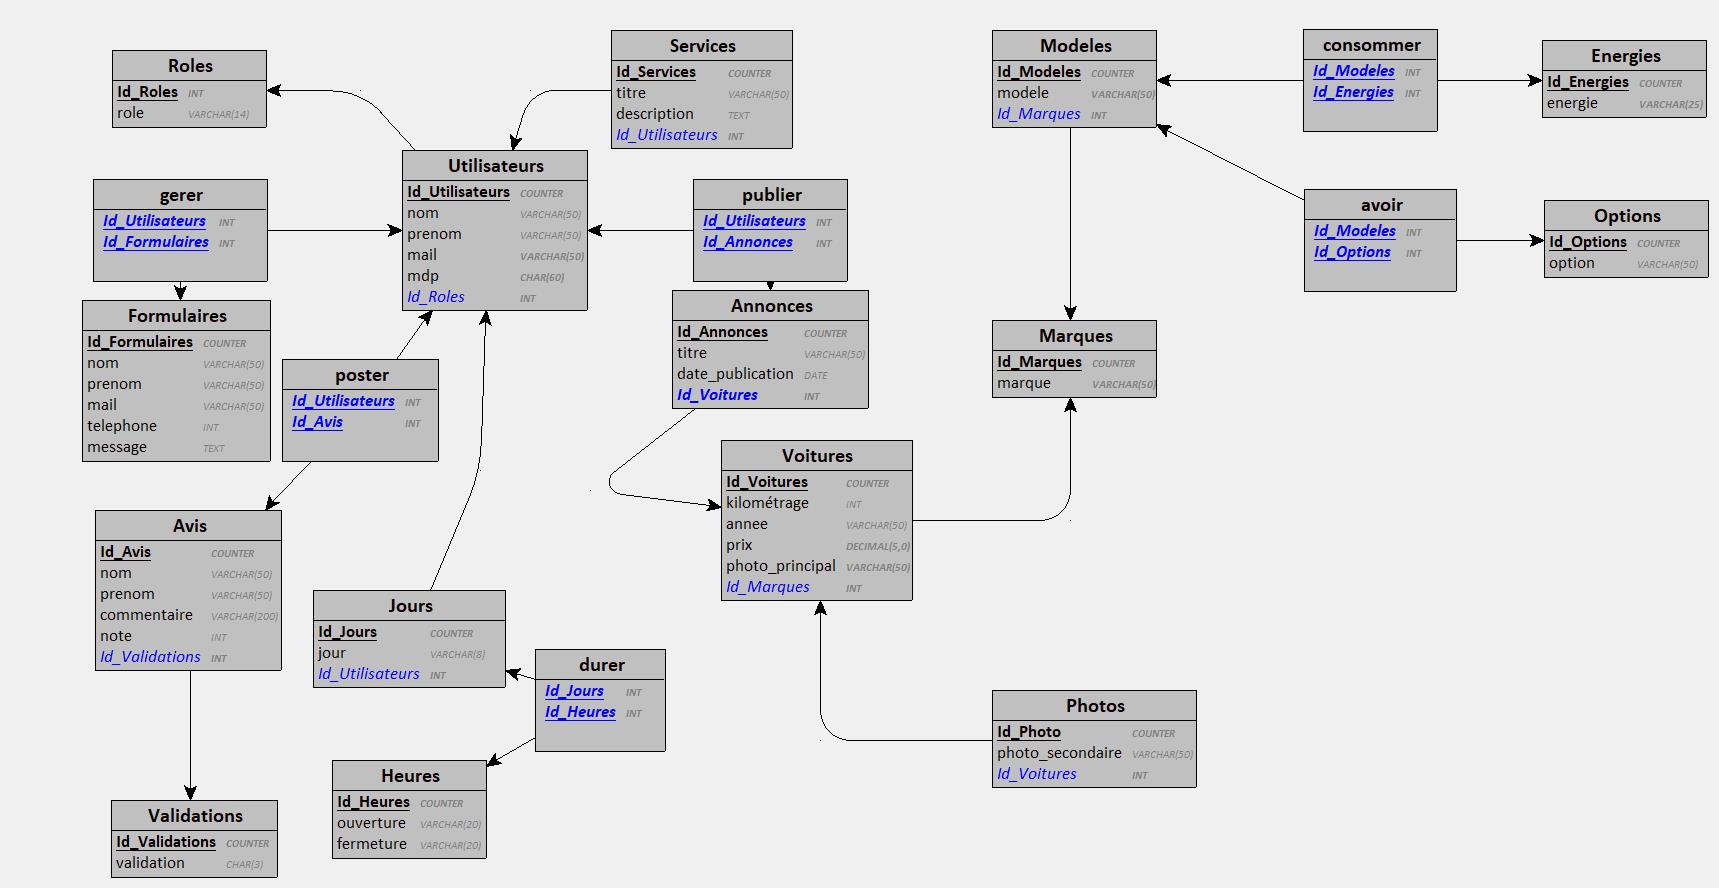 Roles
Id_Roles INT
role VARCHAR(14)
Services
Id_Services COUNTER
titre VARCHAR(50)
description TEXT
Id_Utilisateurs INT
Modeles
Id_Modeles COUNTER
modele VARCHAR(50)
Id_Marques INT
consommer
Id_Modeles INT
Id_Energies INT
Energies
Id_Energies COUNTER
energie VARCHAR(25)
gerer
Id_Utilisateurs INT
Id_Formulaires INT
Utilisateurs
Id_Utilisateurs COUNTER
nom VARCHAR(50)
prenom VARCHAR(50)
mail VARCHAR(50)
mdp CHAR(60)
Id_Roles INT
publier
Id_Utilisateurs INT
Id_Annonces INT
avoir
Id_Modeles INT
Id_Options INT
Options
Id_Options COUNTER
option VARCHAR(50)
Formulaires
Id_Formulaires COUNTER
nom VARCHAR(50)
prenom VARCHAR(50)
mail VARCHAR(50)
telephone INT
message TEXT
poster
Id_Utilisateurs INT
Id_Avis INT
Annonces
Id_Annonces COUNTER
titre VARCHAR(50)
date_publication DATE
Id_Voitures INT
Marques
Id_Marques COUNTER
marque VARCHAR(50)
Voitures
Id_Voitures COUNTER
kilométrage INT
annee VARCHAR(50)
prix DECIMAL(5,0)
photo_principal VARCHAR(50)
Id_Marques INT
Avis
Id_Avis COUNTER
nom VARCHAR(50)
prenom VARCHAR(50)
commentaire VARCHAR(200)
note INT
Id_Validations INT
Jours
Id_Jours COUNTER
jour VARCHAR(8)
Id_Utilisateurs INT
durer
Id_Jours INT
Id_Heures INT
Photos
Id_Photo COUNTER
photo_secondaire VARCHAR(50)
Id_Voitures INT
Heures
Id_Heures COUNTER
ouverture VARCHAR(20)
fermeture VARCHAR(20)
Validations
Id_Validations COUNTER
validation CHAR(3)